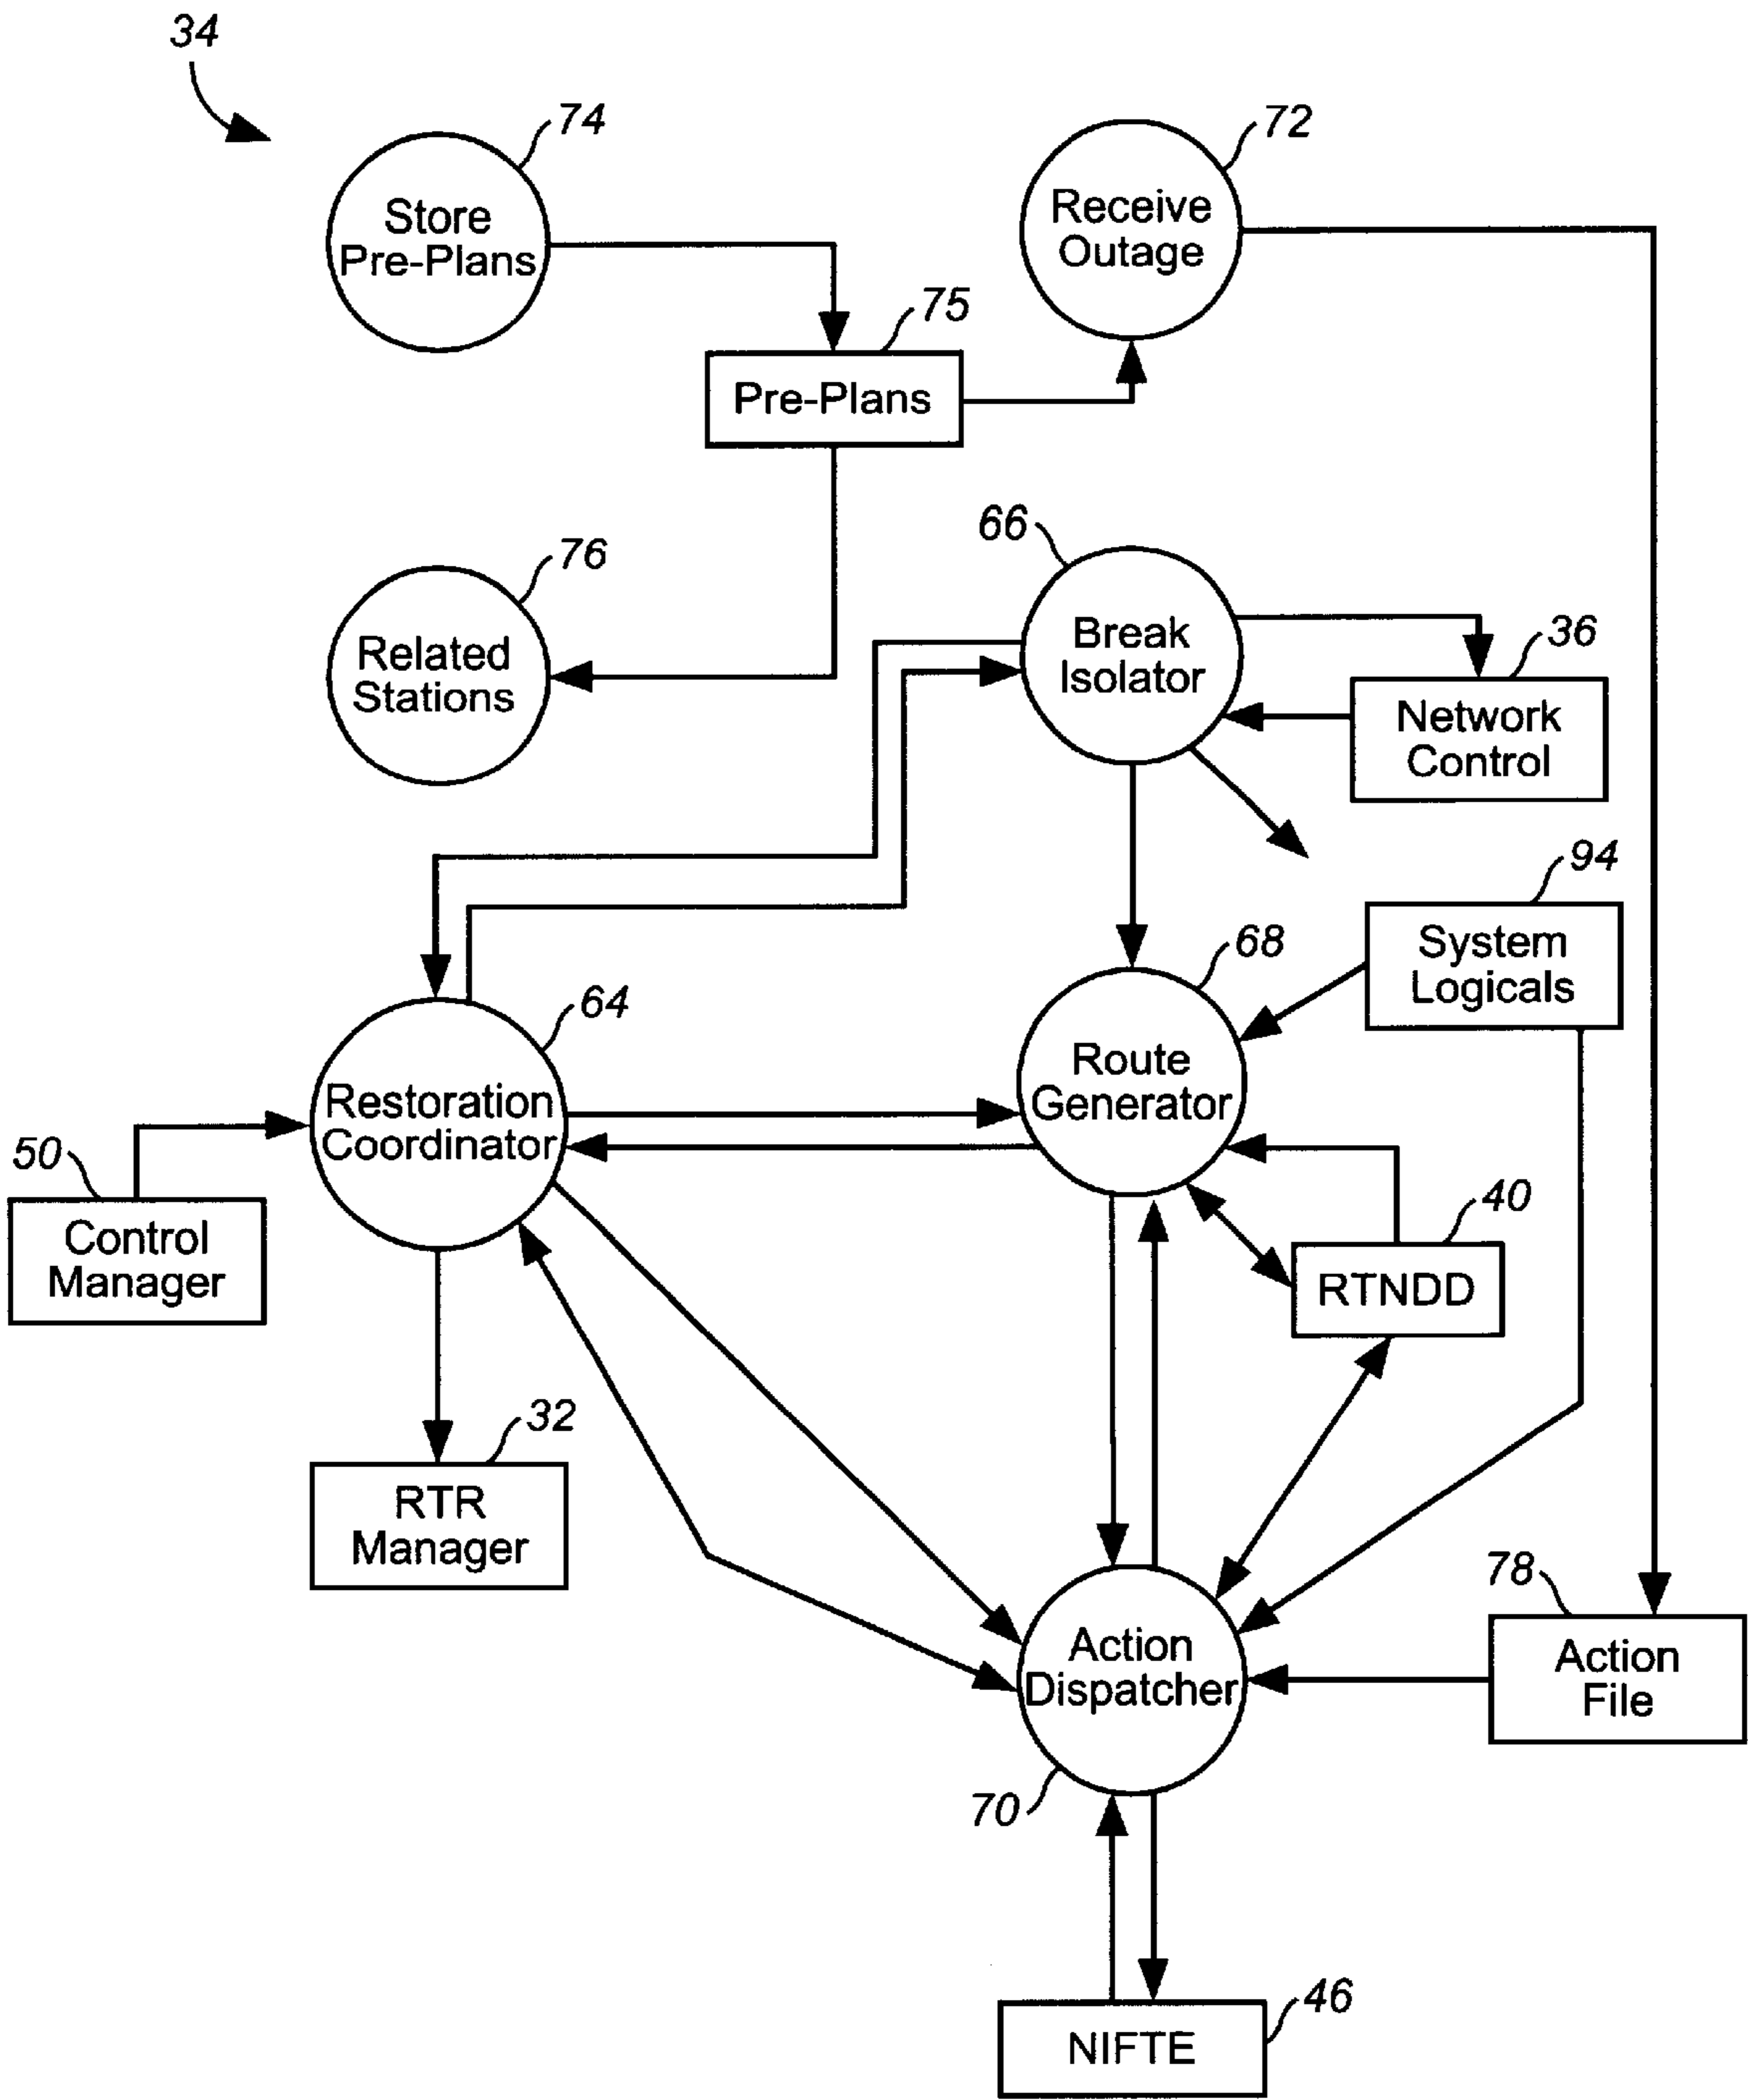 34
74
Store
Pre-Plans
72
Receive
Outage
75
Pre-Plans
76
Related
Stations
66
Break
Isolator
36
Network
Control
94
System
Logicals
68
Route
Generator
64
Restoration
Coordinator
50
Control
Manager
40
RTNDD
32
RTR
Manager
78
Action
File
Action
Dispatcher
70
46
NIFTE